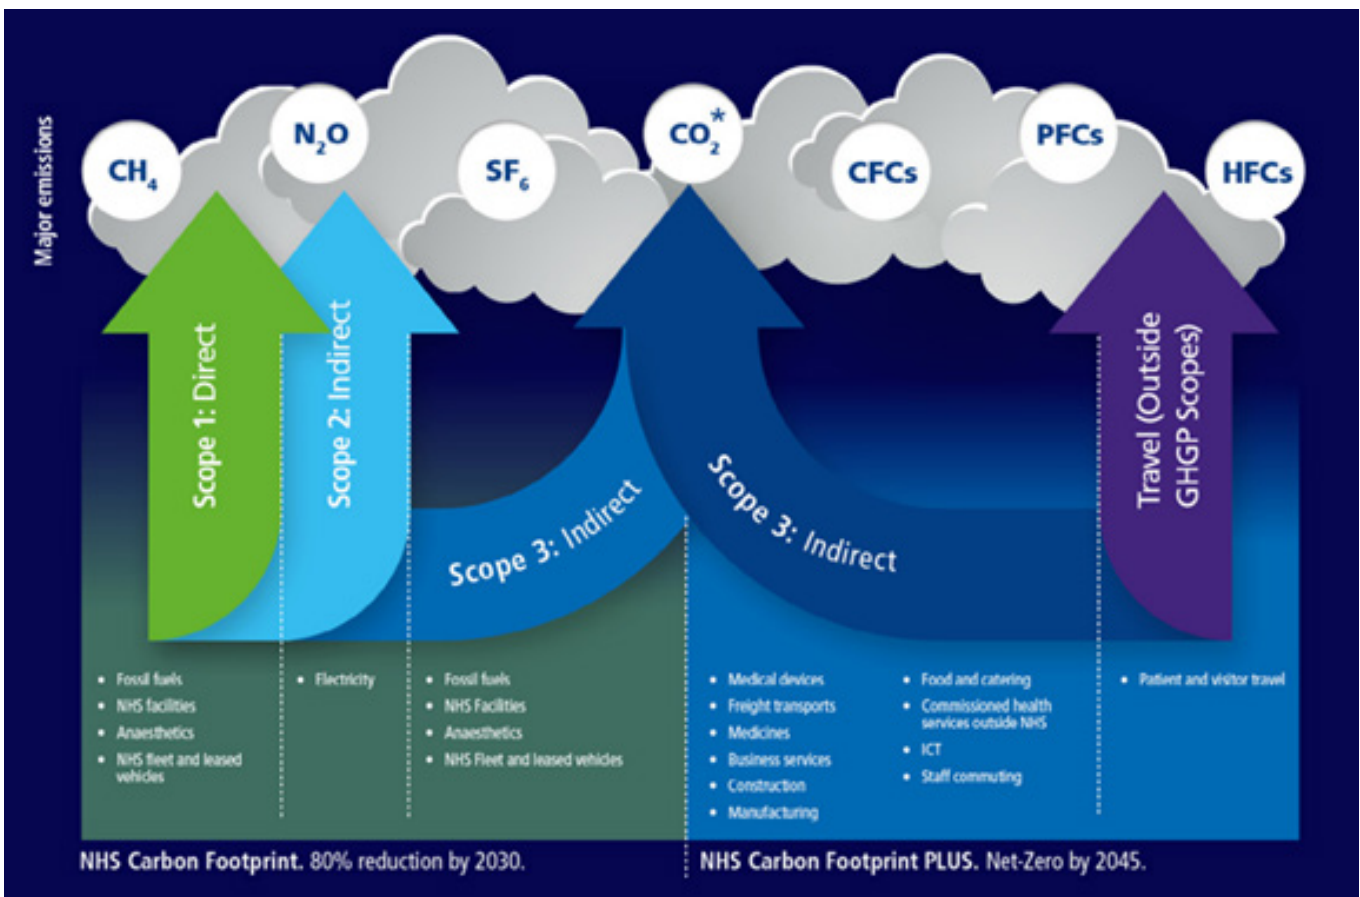 Major emissions
CH4
N2O
SF6
CO2*
CFCs
PFCs
HFCs
Scope 1: Direct
Scope 2: Indirect
Scope 3: Indirect
Scope 3: Indirect
Travel (Outside
GHGP Scopes)
• Fossil fuels
• NHS facilities
• Anaesthetics
• NHS fleet and leased
vehicles
• Electricity
• Fossil fuels
• NHS Facilities
• Anaesthetics
• NHS Fleet and leased vehicles
• Medical devices
• Freight transports
• Medicines
• Business services
• Construction
• Manufacturing
• Food and catering
• Commissioned health
services outside NHS
• ICT
• Staff commuting
• Patient and visitor travel
NHS Carbon Footprint. 80% reduction by 2030.
NHS Carbon Footprint PLUS. Net-Zero by 2045.